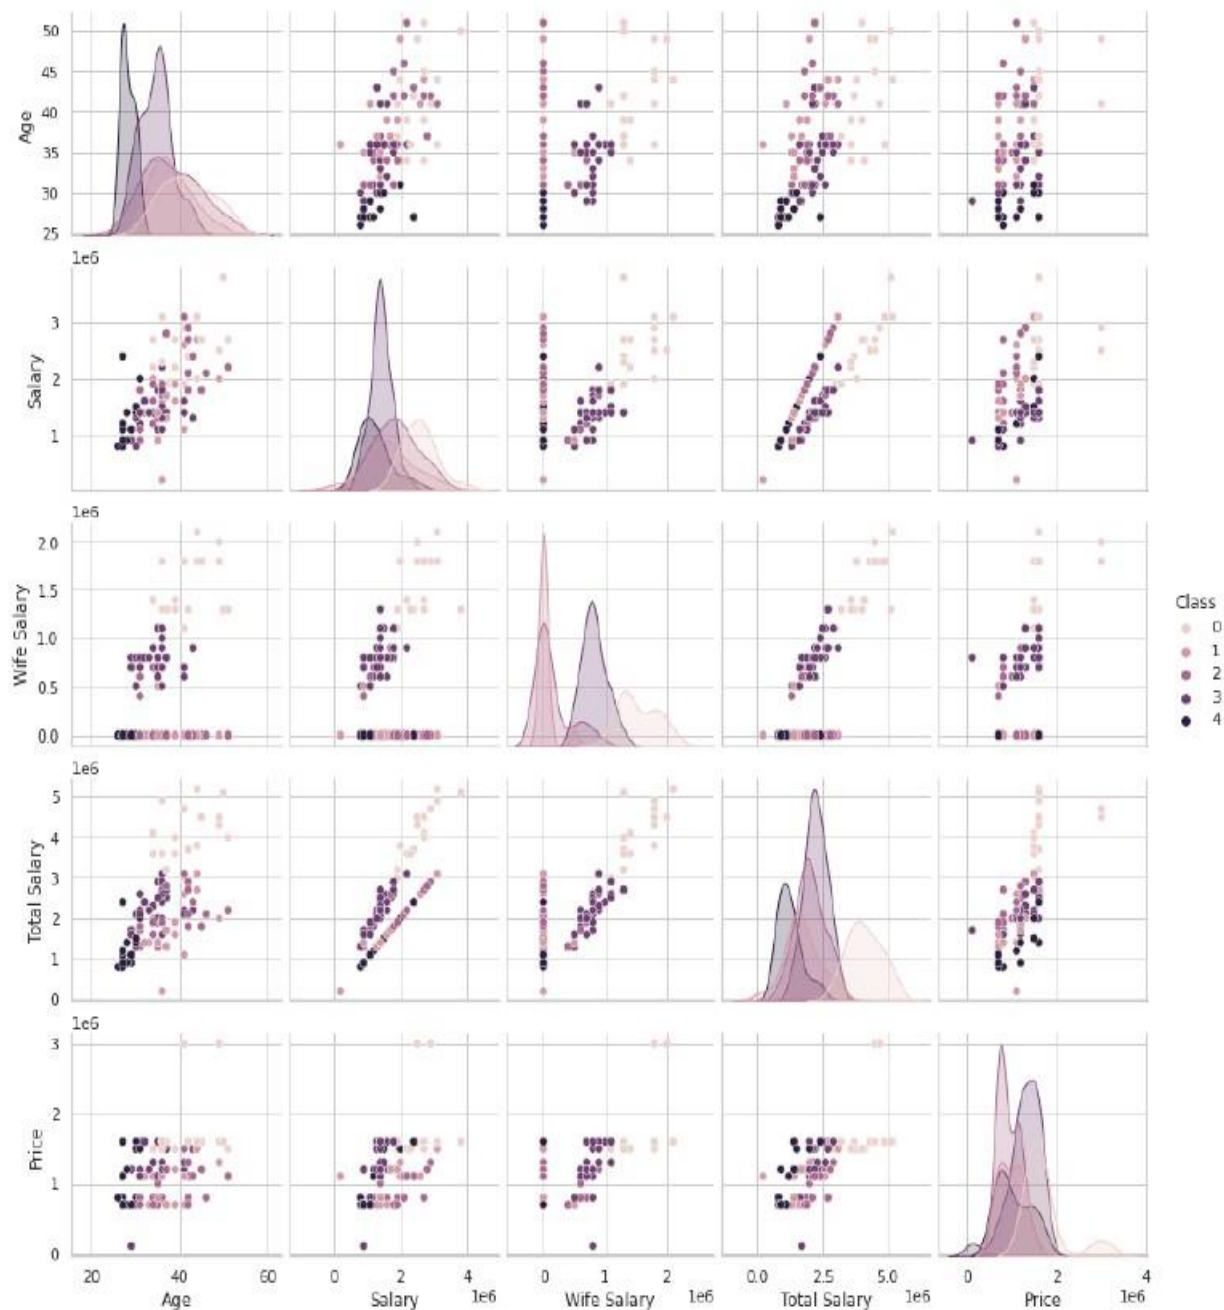 50
45
40
35
30
25
Age
1e6
3
2
1
Salary
1e6
2.0
1.5
1.0
0.5
0.0
Wife Salary
Class
0
1
2
3
4
1e6
5
4
3
2
1
0
Total Salary
1e6
3
2
1
0
Price
20 40 60 0 2 4 0 1 2 0.0 2.5 5.0 0 2 4
Age Salary 1e6 Wife Salary 1e6 Total Salary 1e6 Price 1e6